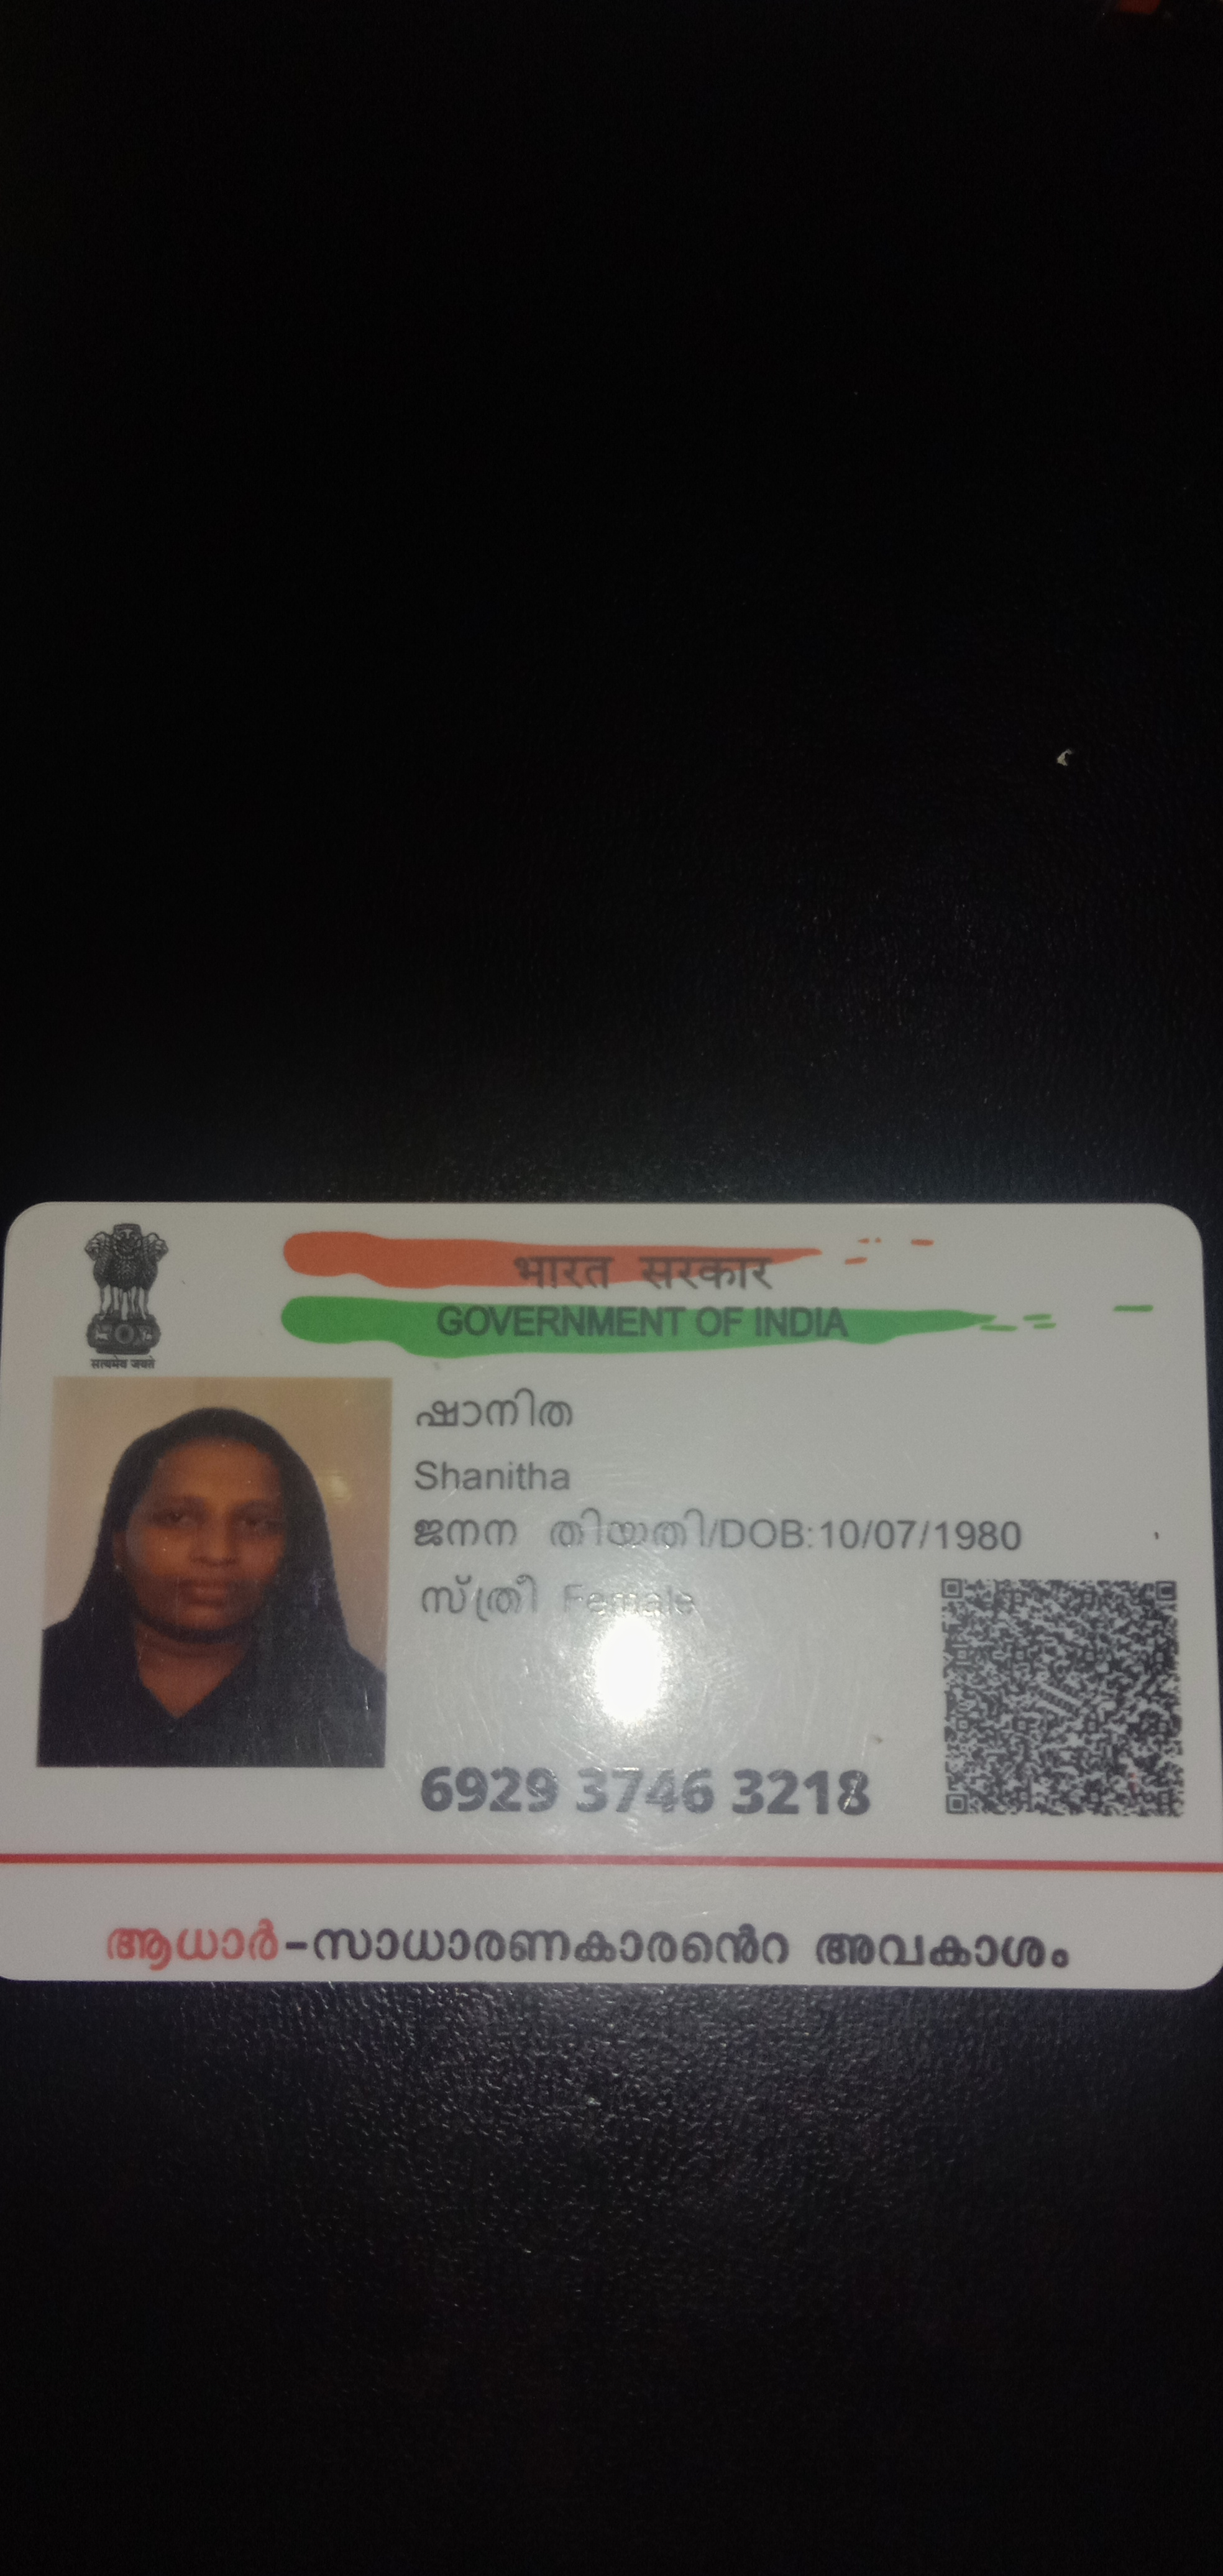 भारत सरकार
GOVERNMENT OF INDIA
सत्यमेव जयते
ഷാനിത
Shanitha
ജനന തിയതി/DOB:10/07/1980
സ്ത്രീ Female
6929 3746 3218
ആധാർ-സാധാരണകാരന്റെ അവകാശം